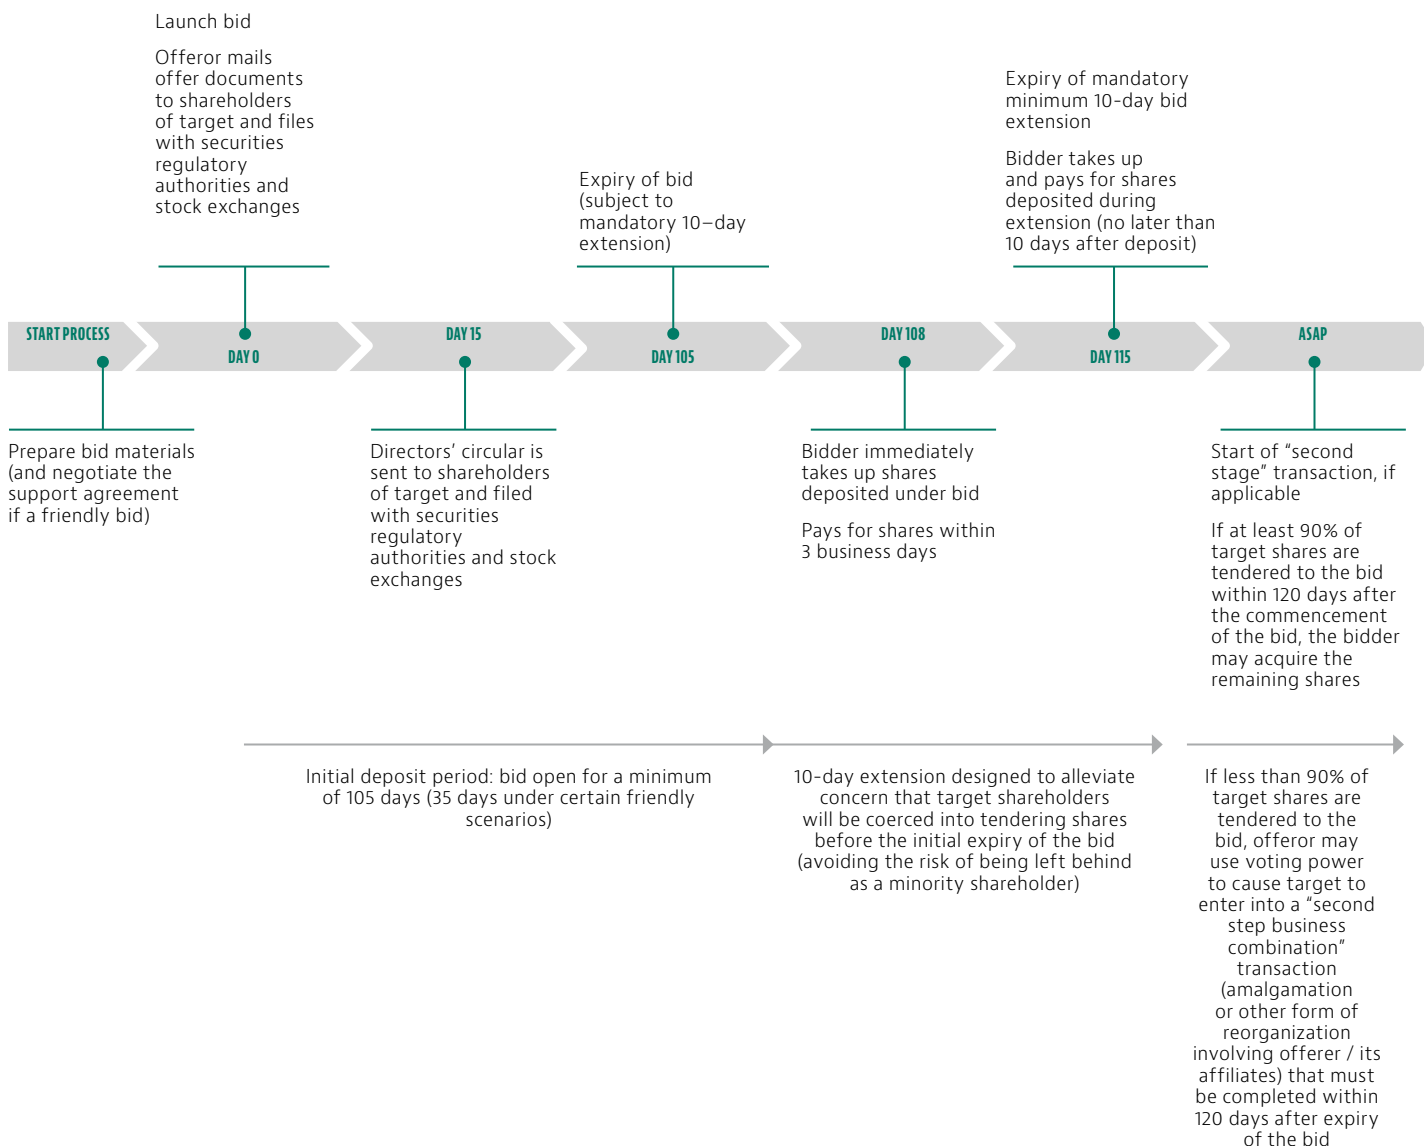 Launch bid
Offeror mails
offer documents
to shareholders
of target and files
with securities
regulatory
authorities and
stock exchanges
Expiry of bid
(subject to
mandatory 10–day
extension)
Expiry of mandatory
minimum 10-day bid
extension
Bidder takes up
and pays for shares
deposited during
extension (no later than
10 days after deposit)
START PROCESS
DAY 0
DAY 15
DAY 105
DAY 108
DAY 115
ASAP
Prepare bid materials
(and negotiate the
support agreement
if a friendly bid)
Directors’ circular is
sent to shareholders
of target and filed
with securities
regulatory
authorities and stock
exchanges
Bidder immediately
takes up shares
deposited under bid
Pays for shares within
3 business days
Start of “second
stage” transaction, if
applicable
If at least 90% of
target shares are
tendered to the bid
within 120 days after
the commencement
of the bid, the bidder
may acquire the
remaining shares
Initial deposit period: bid open for a minimum
of 105 days (35 days under certain friendly
scenarios)
10-day extension designed to alleviate
concern that target shareholders
will be coerced into tendering shares
before the initial expiry of the bid
(avoiding the risk of being left behind
as a minority shareholder)
If less than 90% of
target shares are
tendered to the
bid, offeror may
use voting power
to cause target to
enter into a “second
step business
combination”
transaction
(amalgamation
or other form of
reorganization
involving offerer / its
affiliates) that must
be completed within
120 days after expiry
of the bid